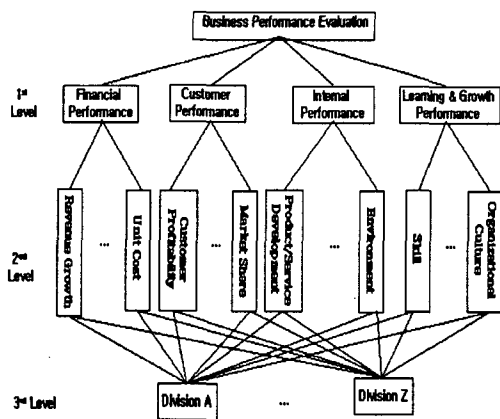 Business Performance Evaluation
1st
Level
Financial
Performance
Customer
Performance
Internal
Performance
Learning & Growth
Performance
2nd
Level
Revenue Growth
...
Unit Cost
Customer
Profitability
...
Market Share
Product/Service
Development
...
Environment
Skill
...
Organizational
Culture
3rd Level
Division A
...
Division Z